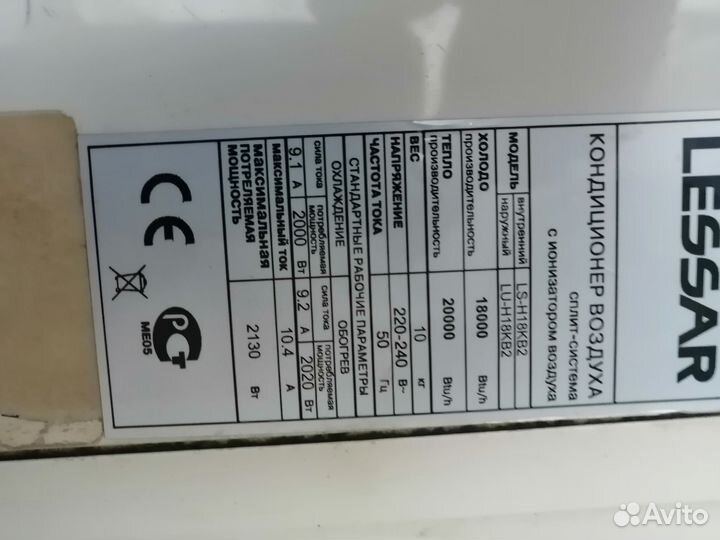 LESSAR
КОНДИЦИОНЕР ВОЗДУХА
сплит-система
с ионизатором воздуха
МОДЕЛЬ внутренний LS-H18KB2
наружный LU-H18KB2
ХОЛОДО производительность 18000 Btu/h
ТЕПЛО производительность 20000 Btu/h
ВЕС 10 кг
НАПРЯЖЕНИЕ 220-240 В~
ЧАСТОТА ТОКА 50 Гц
СТАНДАРТНЫЕ РАБОЧИЕ ПАРАМЕТРЫ
ОХЛАЖДЕНИЕ ОБОГРЕВ
сила тока потребляемая мощность сила тока потребляемая мощность
9.1 А 2000 Вт 9.2 А 2020 Вт
МАКСИМАЛЬНЫЙ ТОК 10.4 А
МАКСИМАЛЬНАЯ ПОТРЕЛЯЕМАЯ МОЩНОСТЬ 2130 Вт
CE
РСТ
МЕ05
Avito